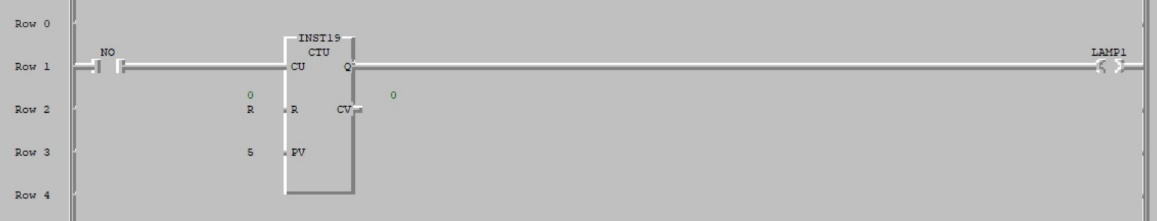 Row 0
INST19
NO CTU LAMP1
Row 1 CU Q
0 0
Row 2 R R CV
Row 3 5 PV
Row 4